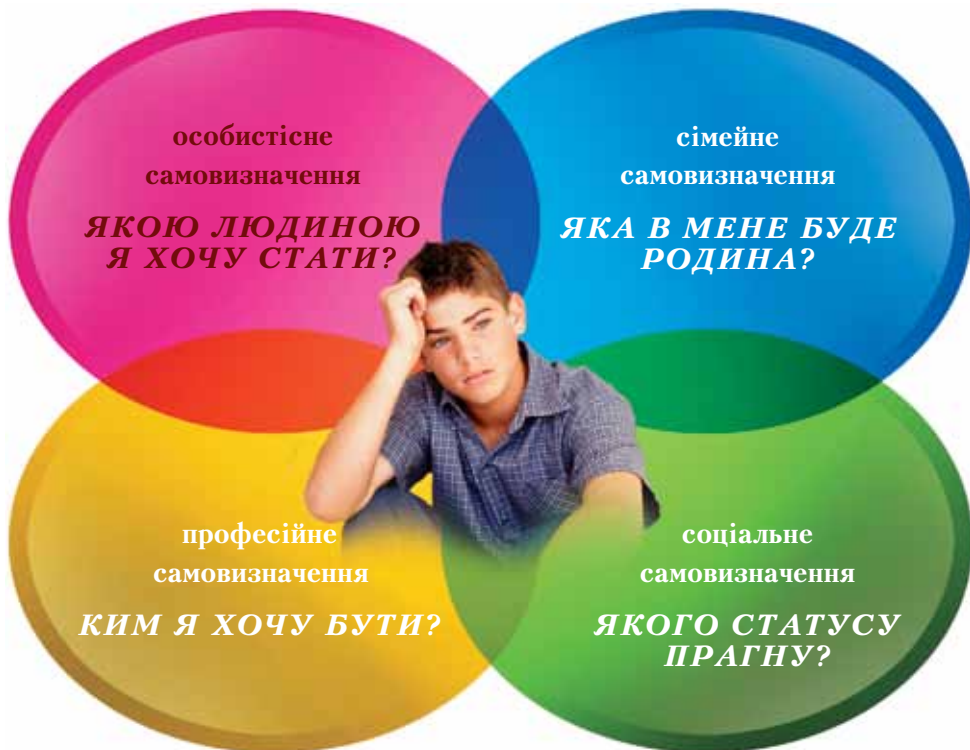 особистісне
самовизначення
ЯКОЮ ЛЮДИНОЮ
Я ХОЧУ СТАТИ?
сімейне
самовизначення
ЯКА В МЕНЕ БУДЕ
РОДИНА?
професійне
самовизначення
КИМ Я ХОЧУ БУТИ?
соціальне
самовизначення
ЯКОГО СТАТУСУ
ПРАГНУ?